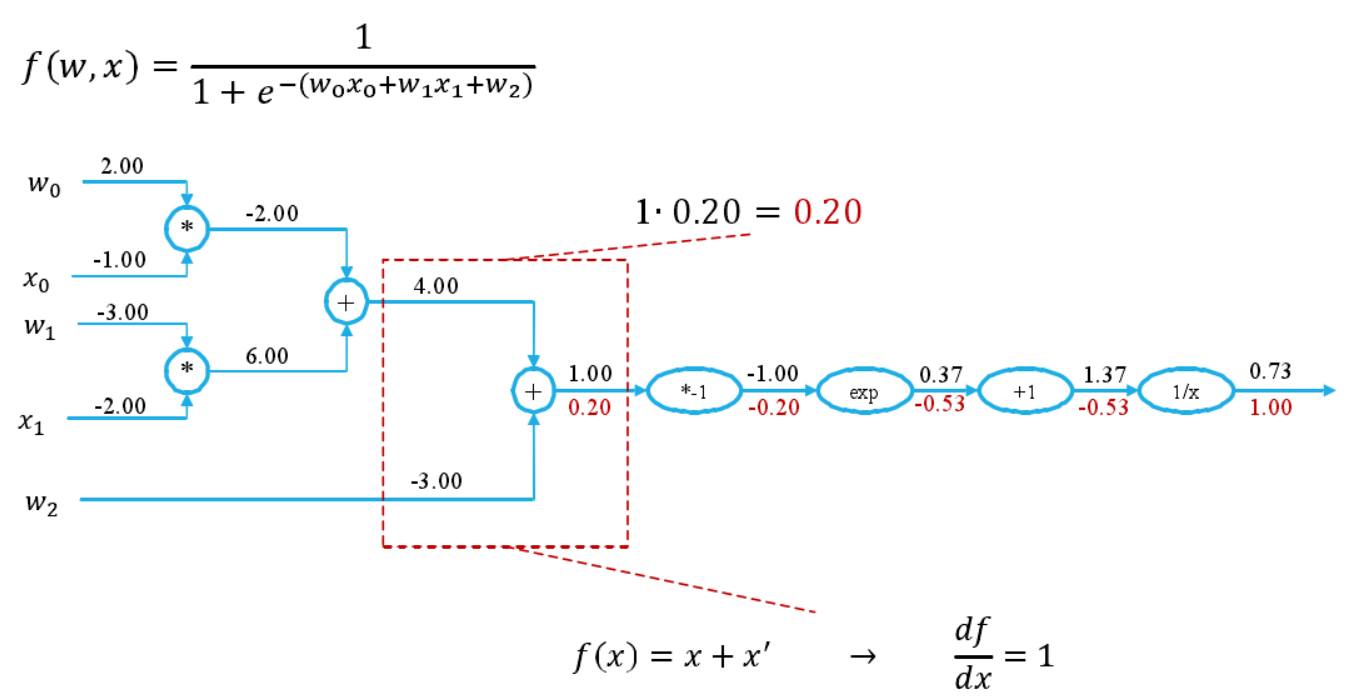 f(w, x) = 1 / (1 + e^−(w₀x₀+w₁x₁+w₂))
w₀ 2.00
*
-2.00
x₀ -1.00
1· 0.20 = 0.20
w₁ -3.00
+
4.00
*
6.00
x₁ -2.00
+
1.00
0.20
*-1
-1.00
-0.20
exp
0.37
-0.53
+1
1.37
-0.53
1/x
0.73
1.00
w₂ -3.00
f(x) = x + x′ → df/dx = 1